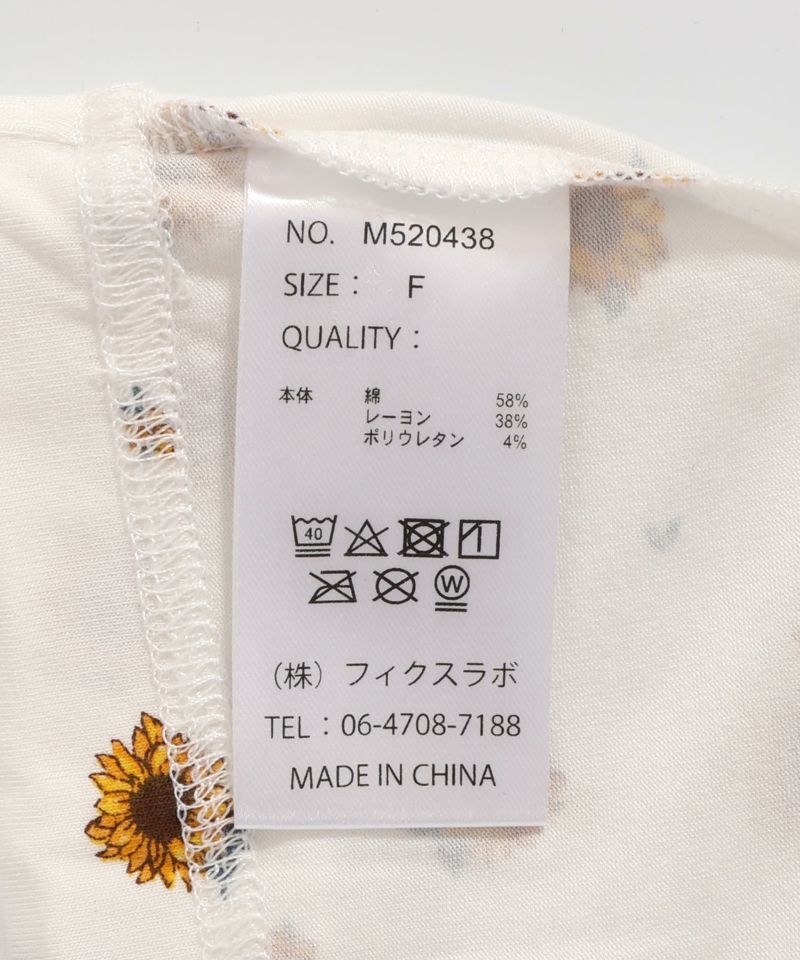 NO. M520438
SIZE： F
QUALITY：
本体 綿 58%
レーヨン 38%
ポリウレタン 4%
40
W
（株）フィクスラボ
TEL：06-4708-7188
MADE IN CHINA